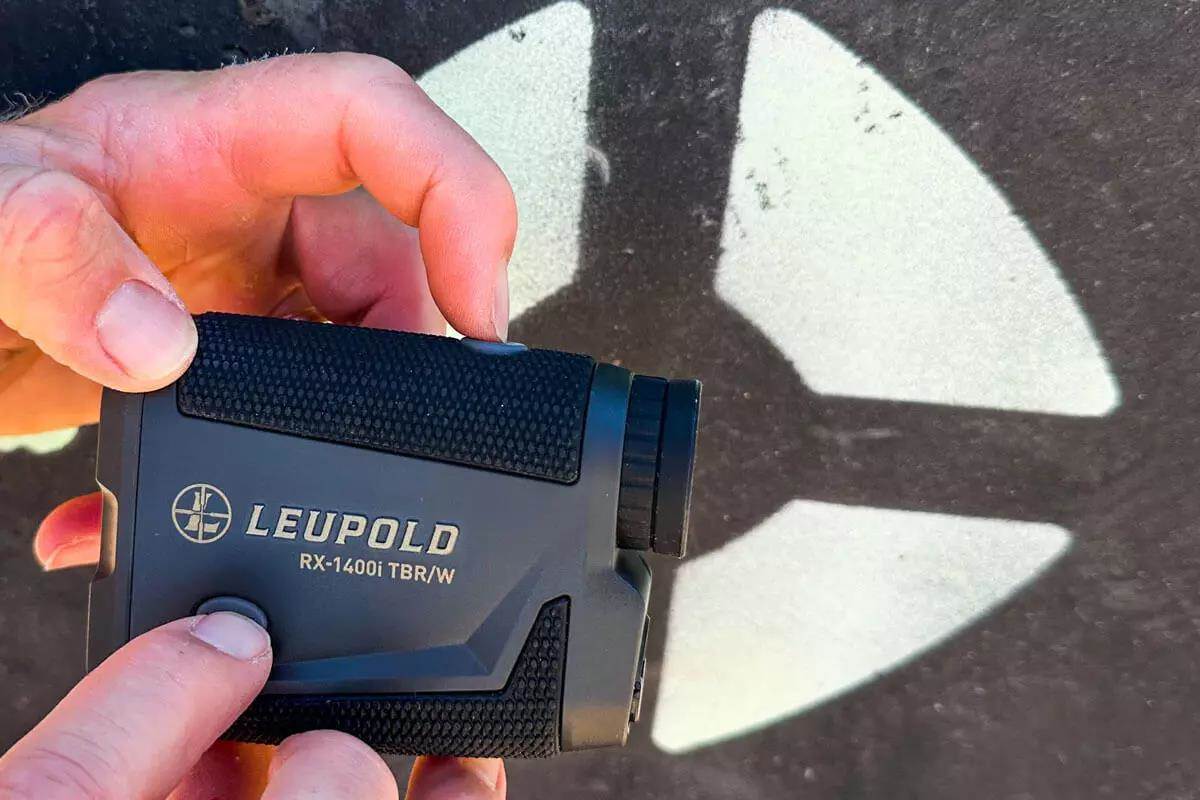 LEUPOLD
RX-1400i TBR/W